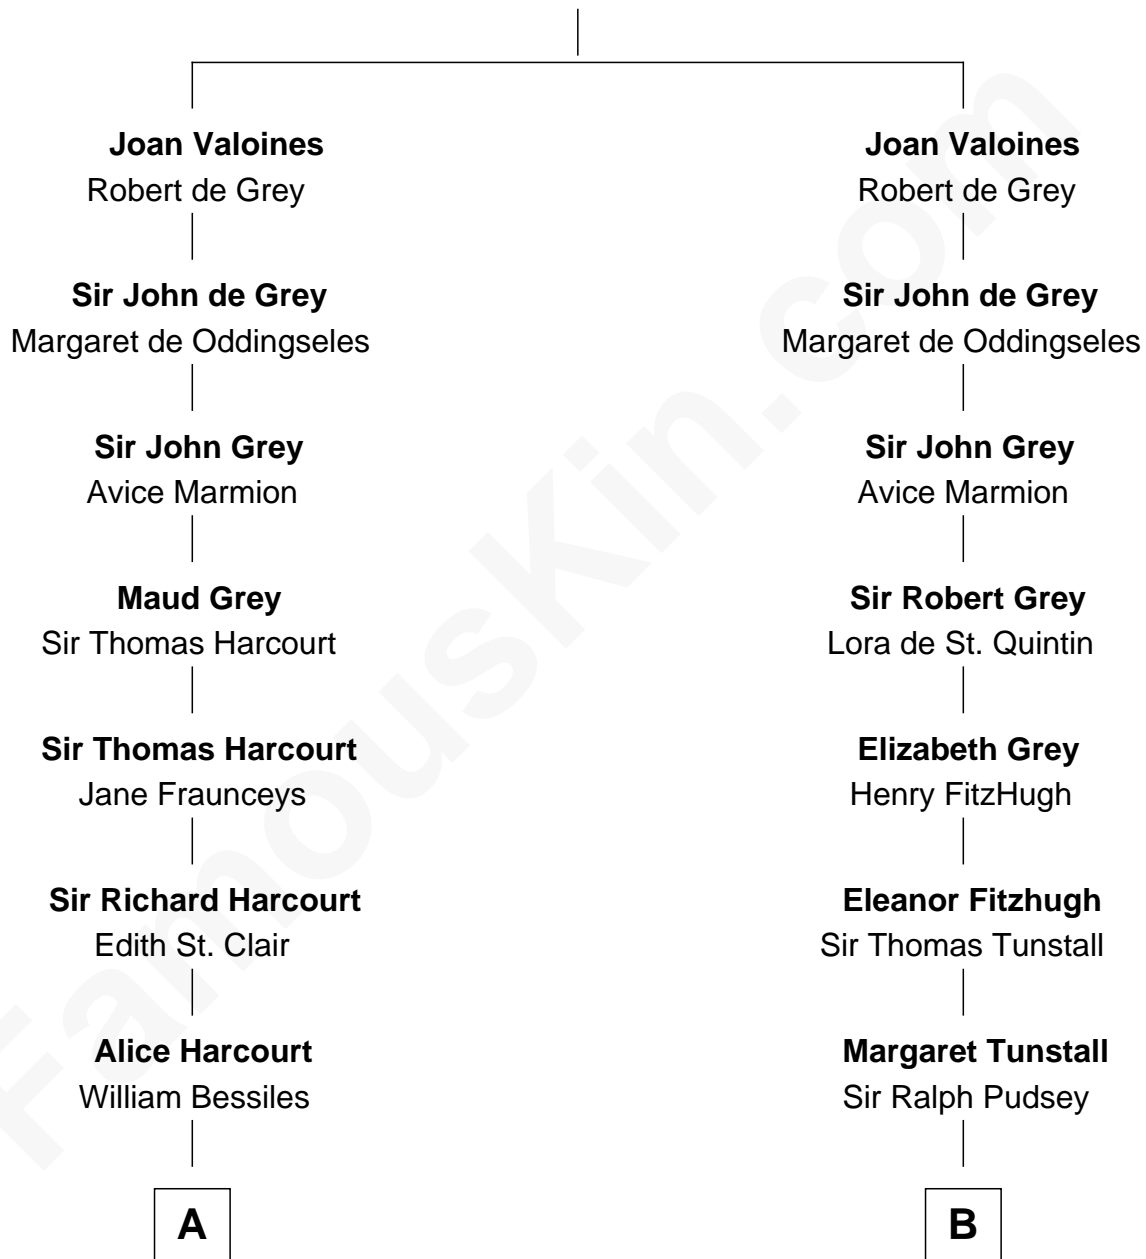 Joan Valoines
Robert de Grey
Sir John de Grey
Margaret de Oddingseles
Sir John Grey
Avice Marmion
Maud Grey
Sir Thomas Harcourt
Sir Thomas Harcourt
Jane Fraunceys
Sir Richard Harcourt
Edith St. Clair
Alice Harcourt
William Bessiles
A
Joan Valoines
Robert de Grey
Sir John de Grey
Margaret de Oddingseles
Sir John Grey
Avice Marmion
Sir Robert Grey
Lora de St. Quintin
Elizabeth Grey
Henry FitzHugh
Eleanor Fitzhugh
Sir Thomas Tunstall
Margaret Tunstall
Sir Ralph Pudsey
B
FamousKin.com